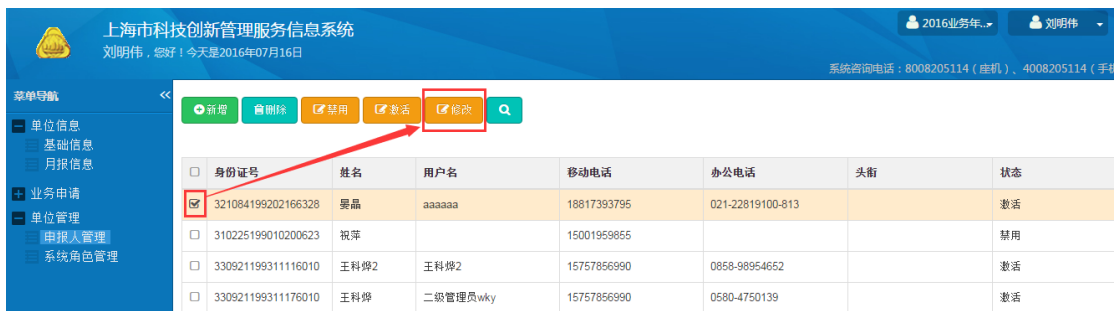 上海市科技创新管理服务信息系统
2016业务年..
刘明伟
刘明伟，您好！今天是2016年07月16日
系统咨询电话：8008205114（座机）、4008205114（手机
菜单导航
单位信息
基础信息
月报信息
业务申请
单位管理
申报人管理
系统角色管理
新增 删除 禁用 激活 修改
身份证号 姓名 用户名 移动电话 办公电话 头衔 状态
321084199202166328 晏晶 aaaaaa 18817393795 021-22819100-813 激活
310225199010200623 祝萍 15001959855 禁用
330921199311116010 王科烨2 王科烨2 15757856990 0858-98954652 激活
330921199311176010 王科烨 二级管理员wky 15757856990 0580-4750139 激活